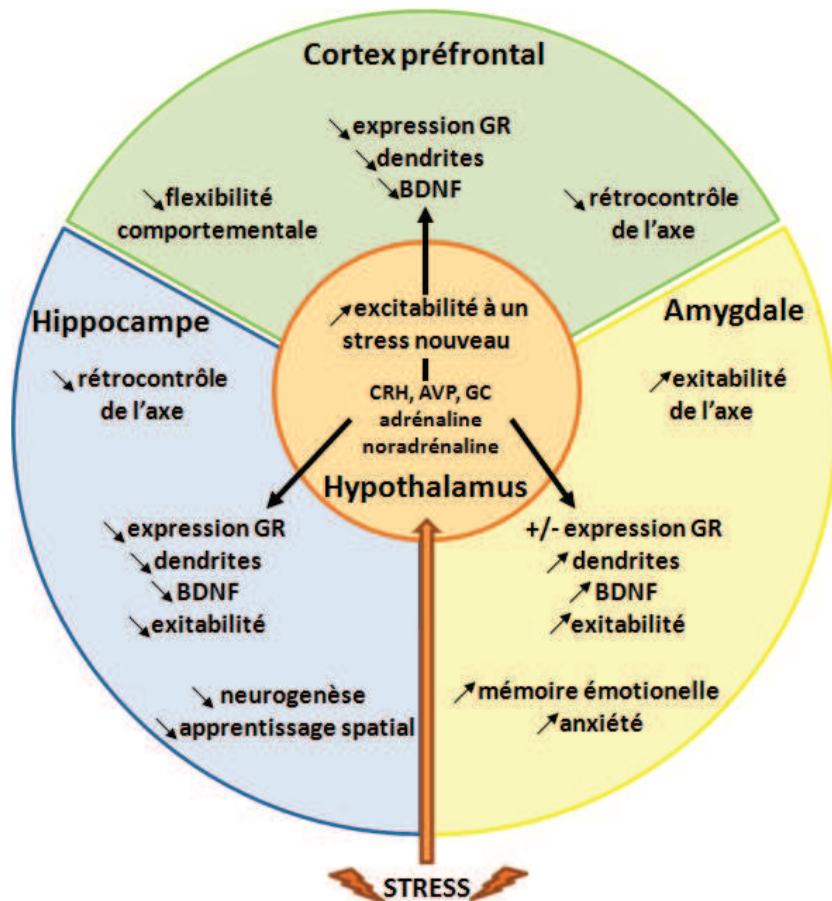 Cortex préfrontal
↘expression GR
↘dendrites
↘BDNF
↘flexibilité
comportementale
↘rétrocontrôle
de l'axe
Hippocampe
↘rétrocontrôle
de l'axe
↗excitabilité à un
stress nouveau
CRH, AVP, GC
adrénaline
noradrénaline
Hypothalamus
Amygdale
↗exitabilité
de l'axe
↘expression GR
↘dendrites
↘BDNF
↘exitabilité
↘neurogenèse
↘apprentissage spatial
+/- expression GR
↗dendrites
↗BDNF
↗exitabilité
↗mémoire émotionelle
↗anxiété
STRESS